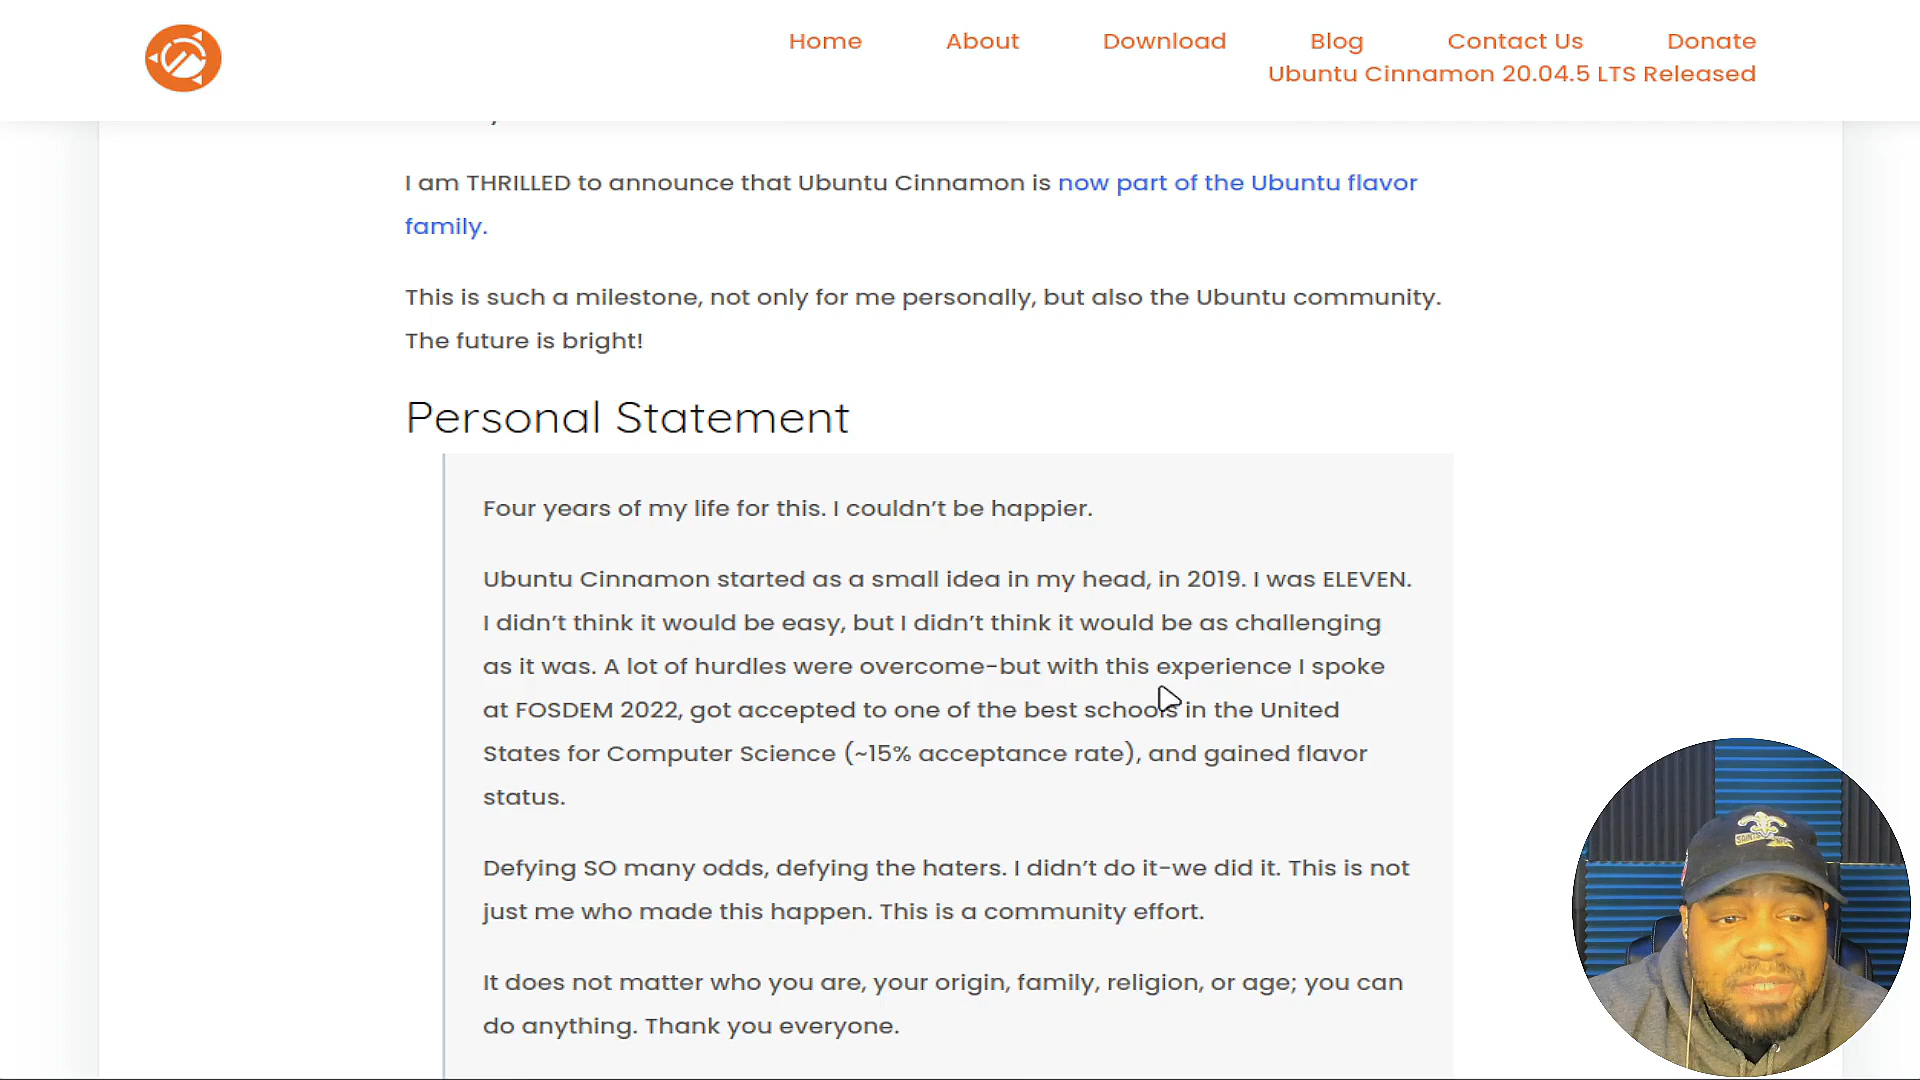 Home About Download Blog Contact Us Donate
Ubuntu Cinnamon 20.04.5 LTS Released
I am THRILLED to announce that Ubuntu Cinnamon is now part of the Ubuntu flavor
family.
This is such a milestone, not only for me personally, but also the Ubuntu community.
The future is bright!
Personal Statement
Four years of my life for this. I couldn’t be happier.
Ubuntu Cinnamon started as a small idea in my head, in 2019. I was ELEVEN.
I didn’t think it would be easy, but I didn’t think it would be as challenging
as it was. A lot of hurdles were overcome-but with this experience I spoke
at FOSDEM 2022, got accepted to one of the best schools in the United
States for Computer Science (~15% acceptance rate), and gained flavor
status.
Defying SO many odds, defying the haters. I didn’t do it-we did it. This is not
just me who made this happen. This is a community effort.
It does not matter who you are, your origin, family, religion, or age; you can
do anything. Thank you everyone.
SAINTS